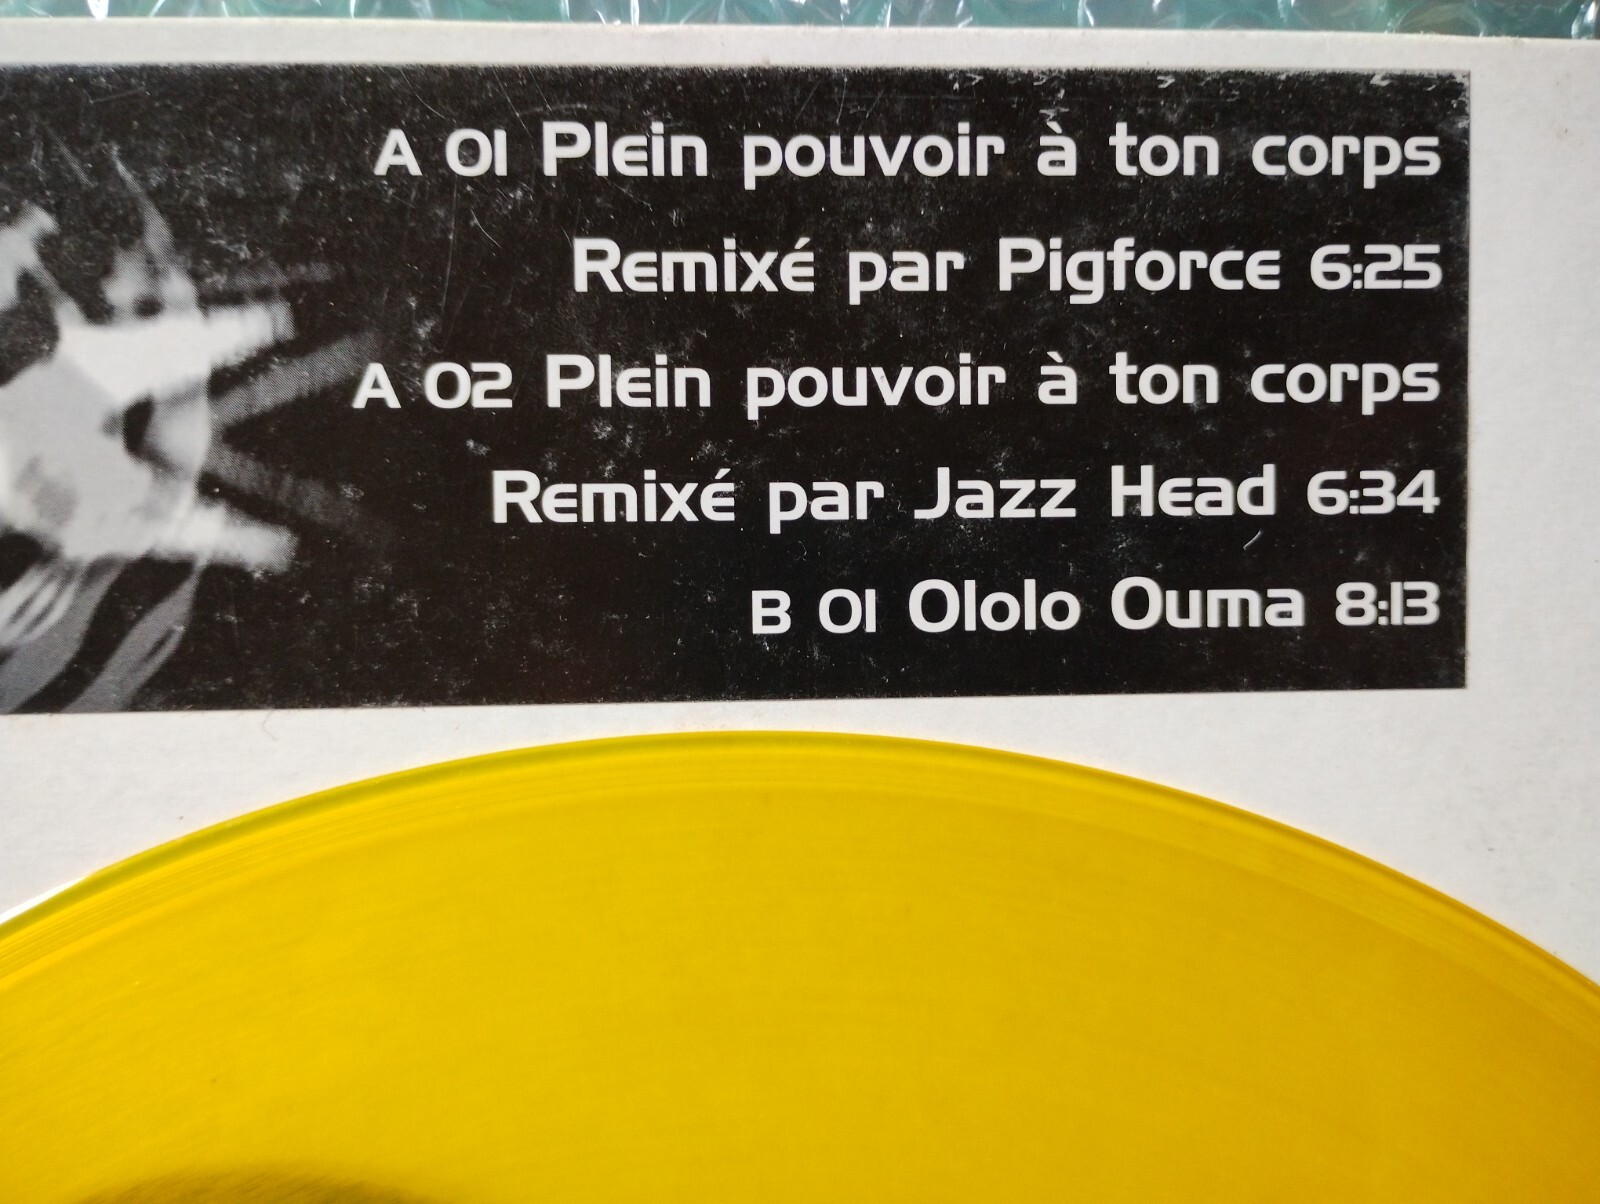 A 01 Plein pouvoir à ton corps
Remixé par Pigforce 6:25
A 02 Plein pouvoir à ton corps
Remixé par Jazz Head 6:34
B 01 Ololo Ouma 8:13